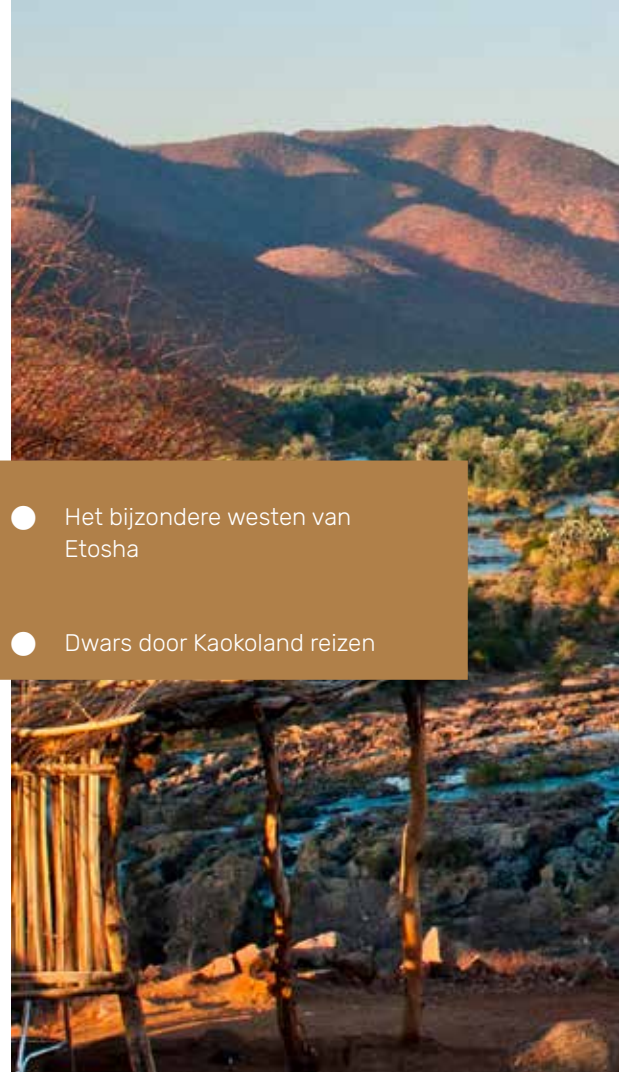 Het bijzondere westen van
Etosha
Dwars door Kaokoland reizen